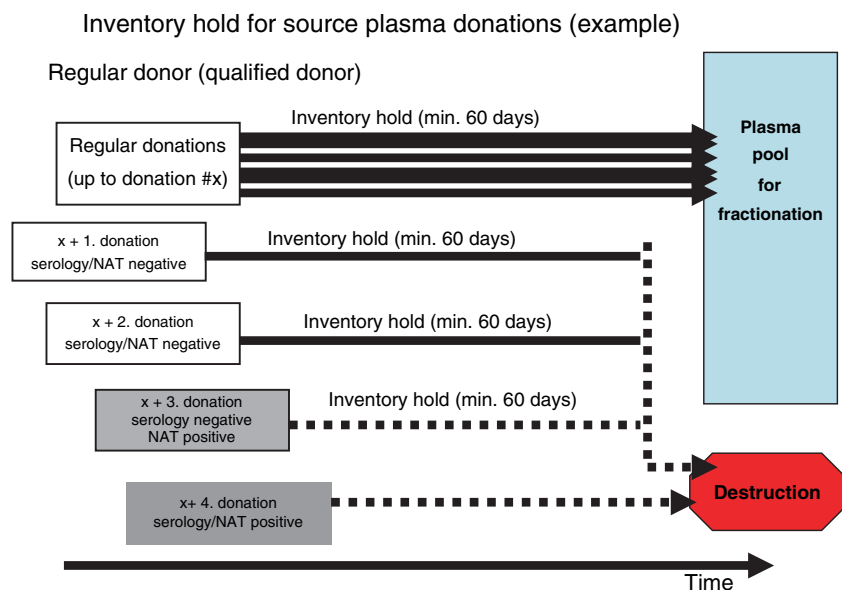 Inventory hold for source plasma donations (example)
Regular donor (qualified donor)
Inventory hold (min. 60 days)
Regular donations
(up to donation #x)
Plasma
pool
for
fractionation
x + 1. donation
serology/NAT negative
Inventory hold (min. 60 days)
x + 2. donation
serology/NAT negative
Inventory hold (min. 60 days)
x + 3. donation
serology negative
NAT positive
Inventory hold (min. 60 days)
x+ 4. donation
serology/NAT positive
Destruction
Time